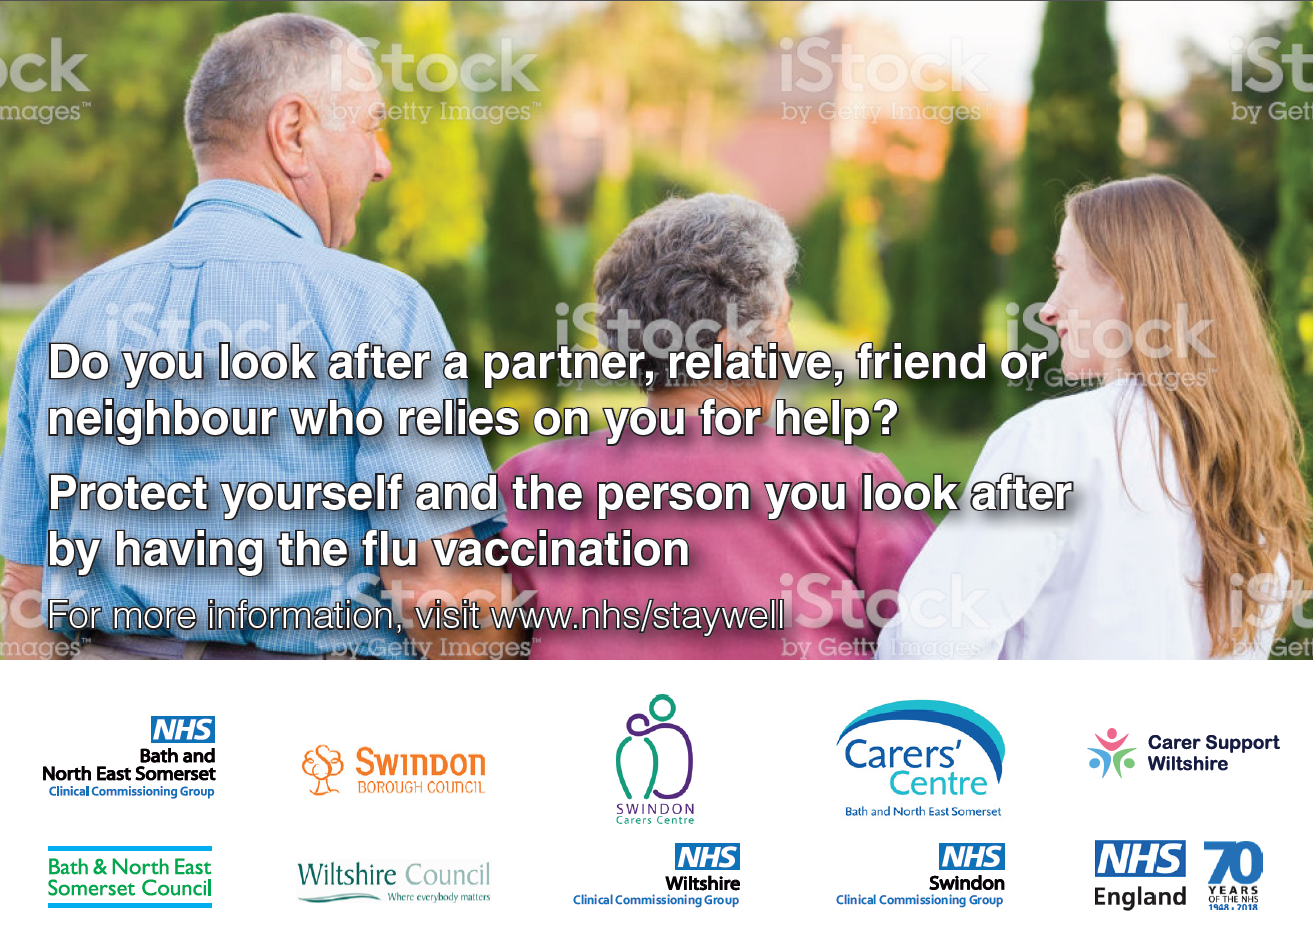 iStock
by Getty Images™
Do you look after a partner, relative, friend or
neighbour who relies on you for help?
Protect yourself and the person you look after
by having the flu vaccination
For more information, visit www.nhs/staywell
NHS
Bath and
North East Somerset
Clinical Commissioning Group
SWINDON
BOROUGH COUNCIL
SWINDON
Carers Centre
Carers'
Centre
Bath and North East Somerset
Carer Support
Wiltshire
Bath & North East
Somerset Council
Wiltshire Council
Where everybody matters
NHS
Wiltshire
Clinical Commissioning Group
NHS
Swindon
Clinical Commissioning Group
NHS
England
70
YEARS
OF THE NHS
1948 - 2018